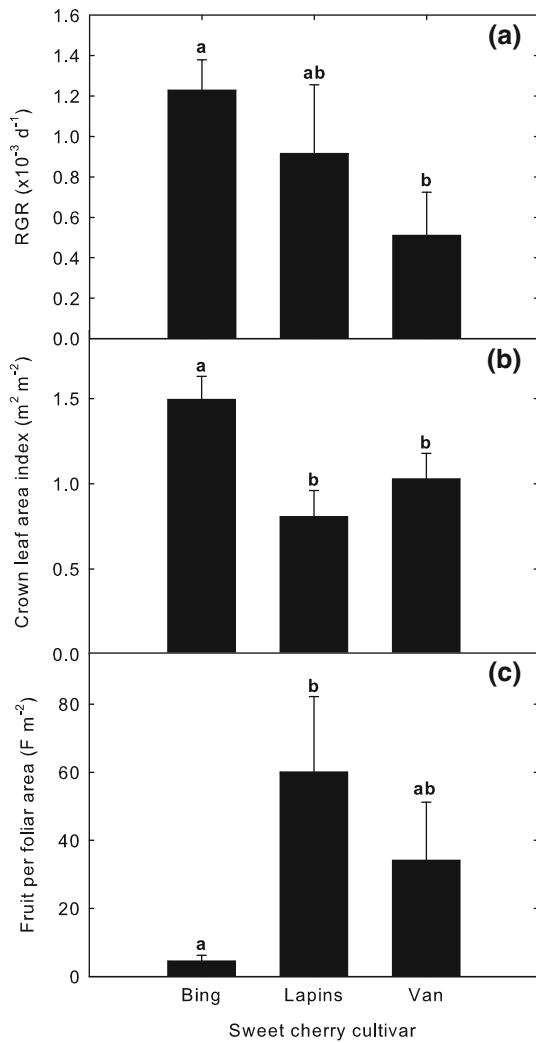 (a)
RGR (x10⁻³ d⁻¹)
1.6
1.4
1.2
1.0
0.8
0.6
0.4
0.2
0.0
a
ab
b
(b)
Crown leaf area index (m² m⁻²)
1.5
1.0
0.5
0.0
a
b
b
(c)
Fruit per foliar area (F m⁻²)
80
60
40
20
0
a
b
ab
Bing Lapins Van
Sweet cherry cultivar